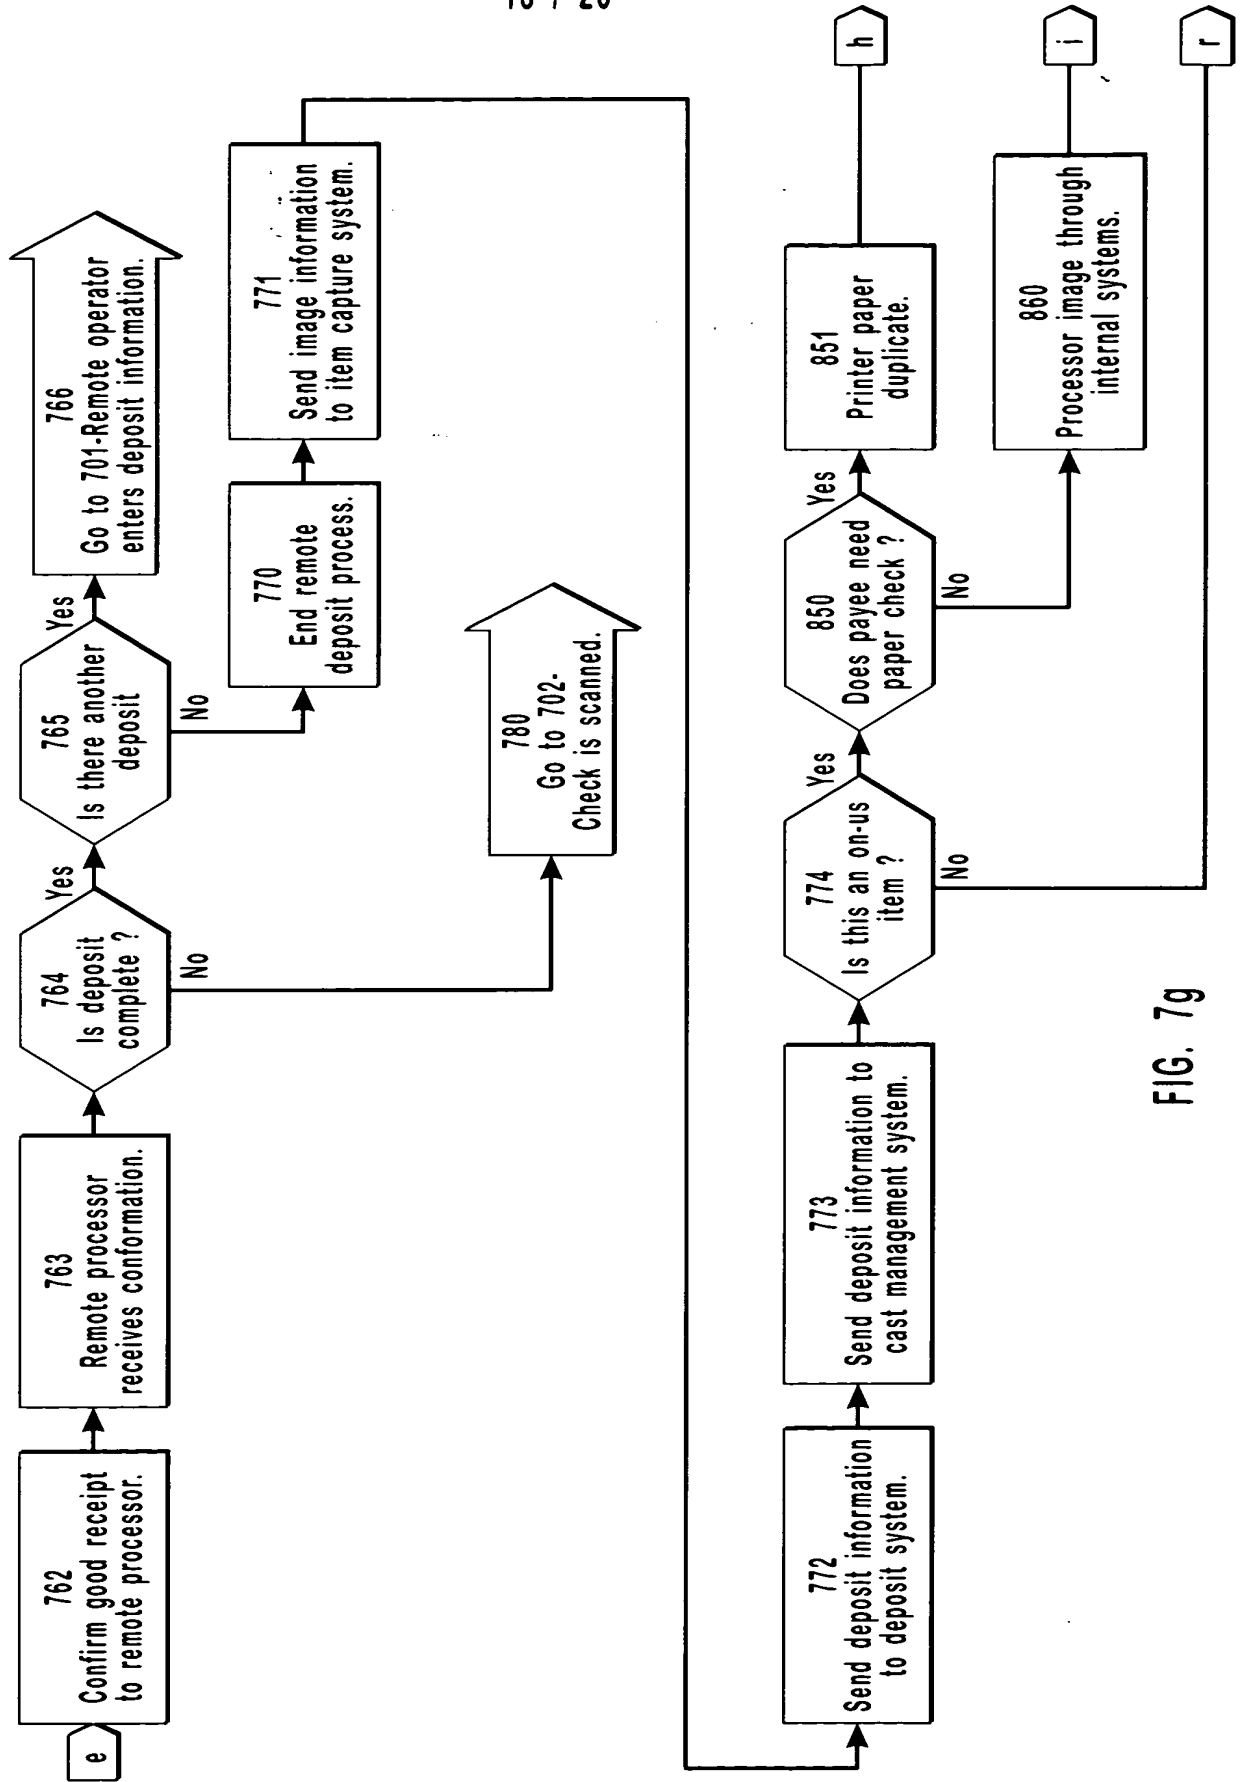 e
762
Confirm good receipt
to remote processor.
763
Remote processor
receives conformation.
764
Is deposit
complete ?
Yes
No
765
Is there another
deposit
Yes
No
766
Go to 701-Remote operator
enters deposit information.
770
End remote
deposit process.
771
Send image information
to item capture system.
780
Go to 702-
Check is scanned.
772
Send deposit information
to deposit system.
773
Send deposit information to
cast management system.
774
Is this an on-us
item ?
Yes
No
850
Does payee need
paper check ?
Yes
No
851
Printer paper
duplicate.
860
Processor image through
internal systems.
h
i
r
FIG. 7g